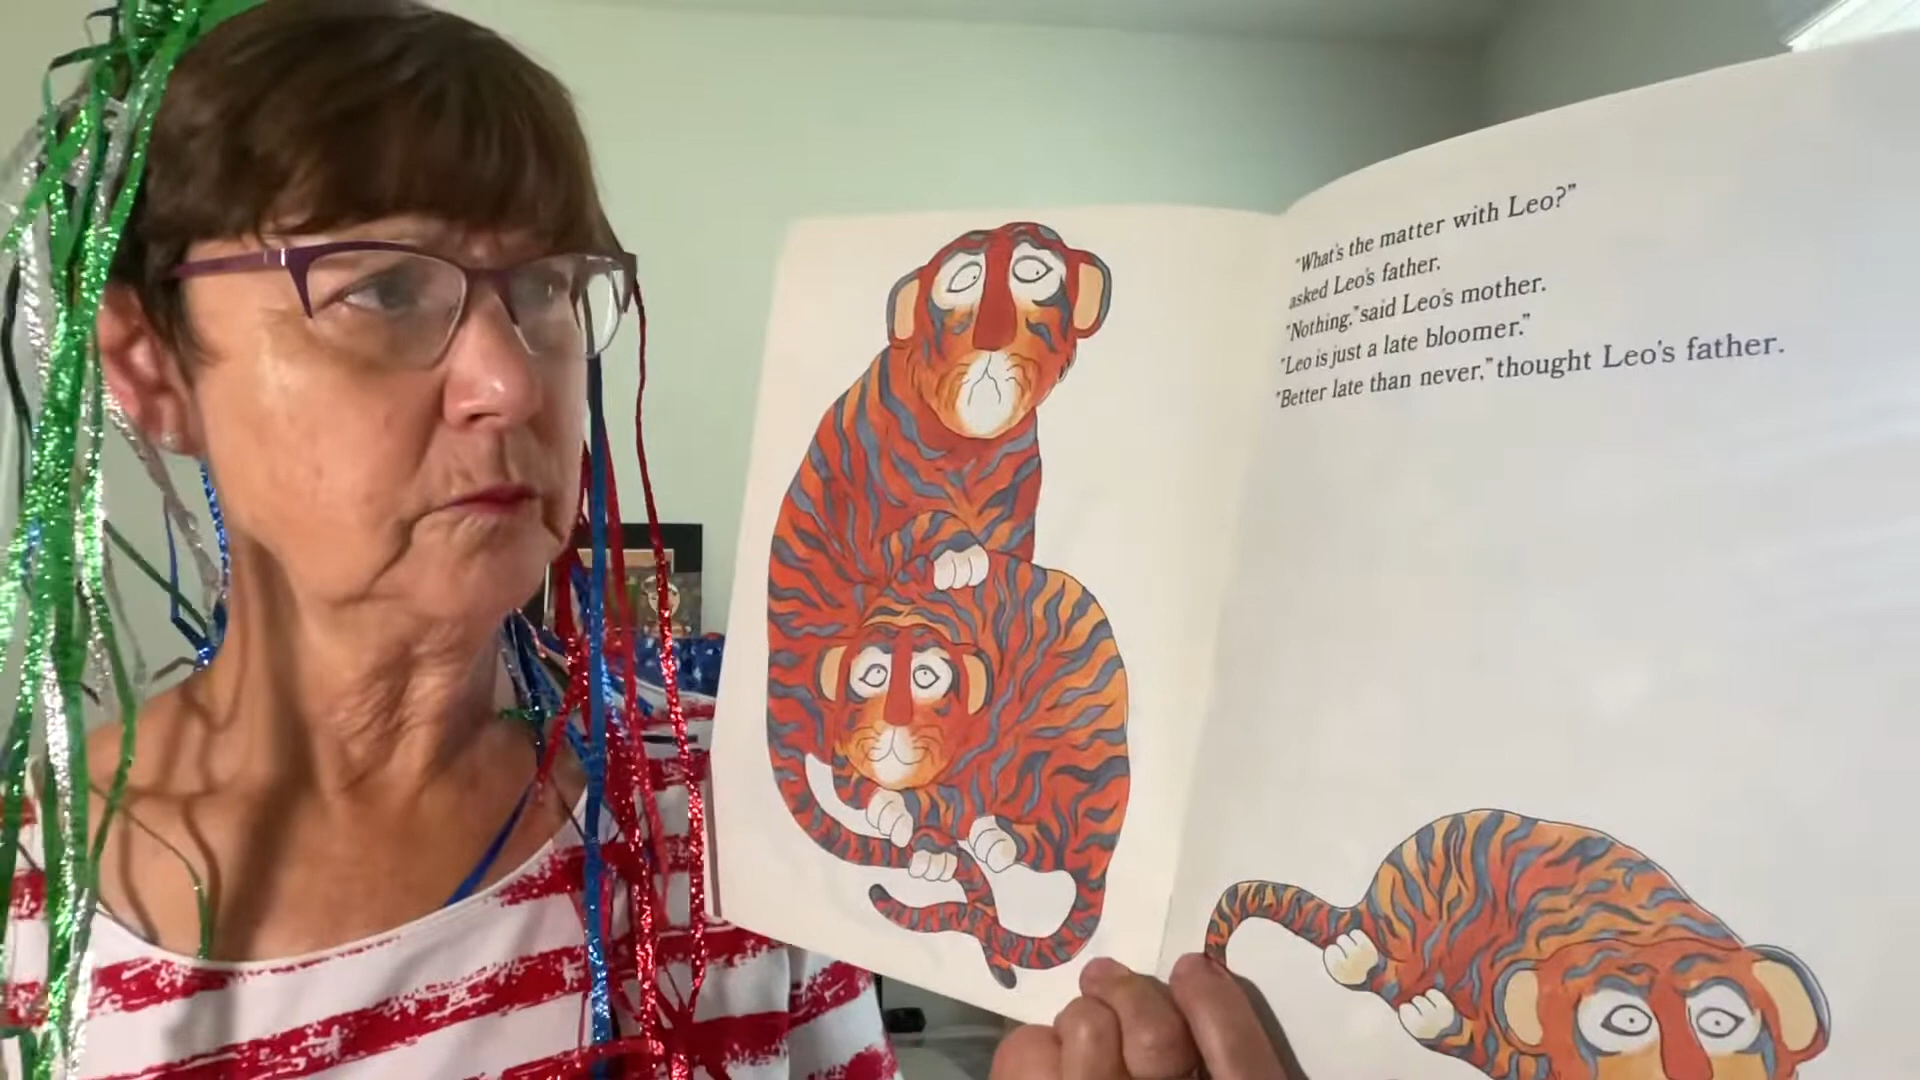 "What's the matter with Leo?"
asked Leo's father.
"Nothing," said Leo's mother.
"Leo is just a late bloomer."
"Better late than never," thought Leo's father.